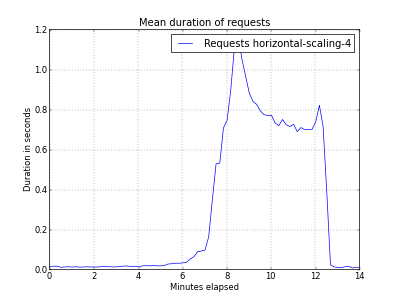 Mean duration of requests
Requests horizontal-scaling-4
Duration in seconds
1.2
1.0
0.8
0.6
0.4
0.2
0.0
0 2 4 6 8 10 12 14
Minutes elapsed